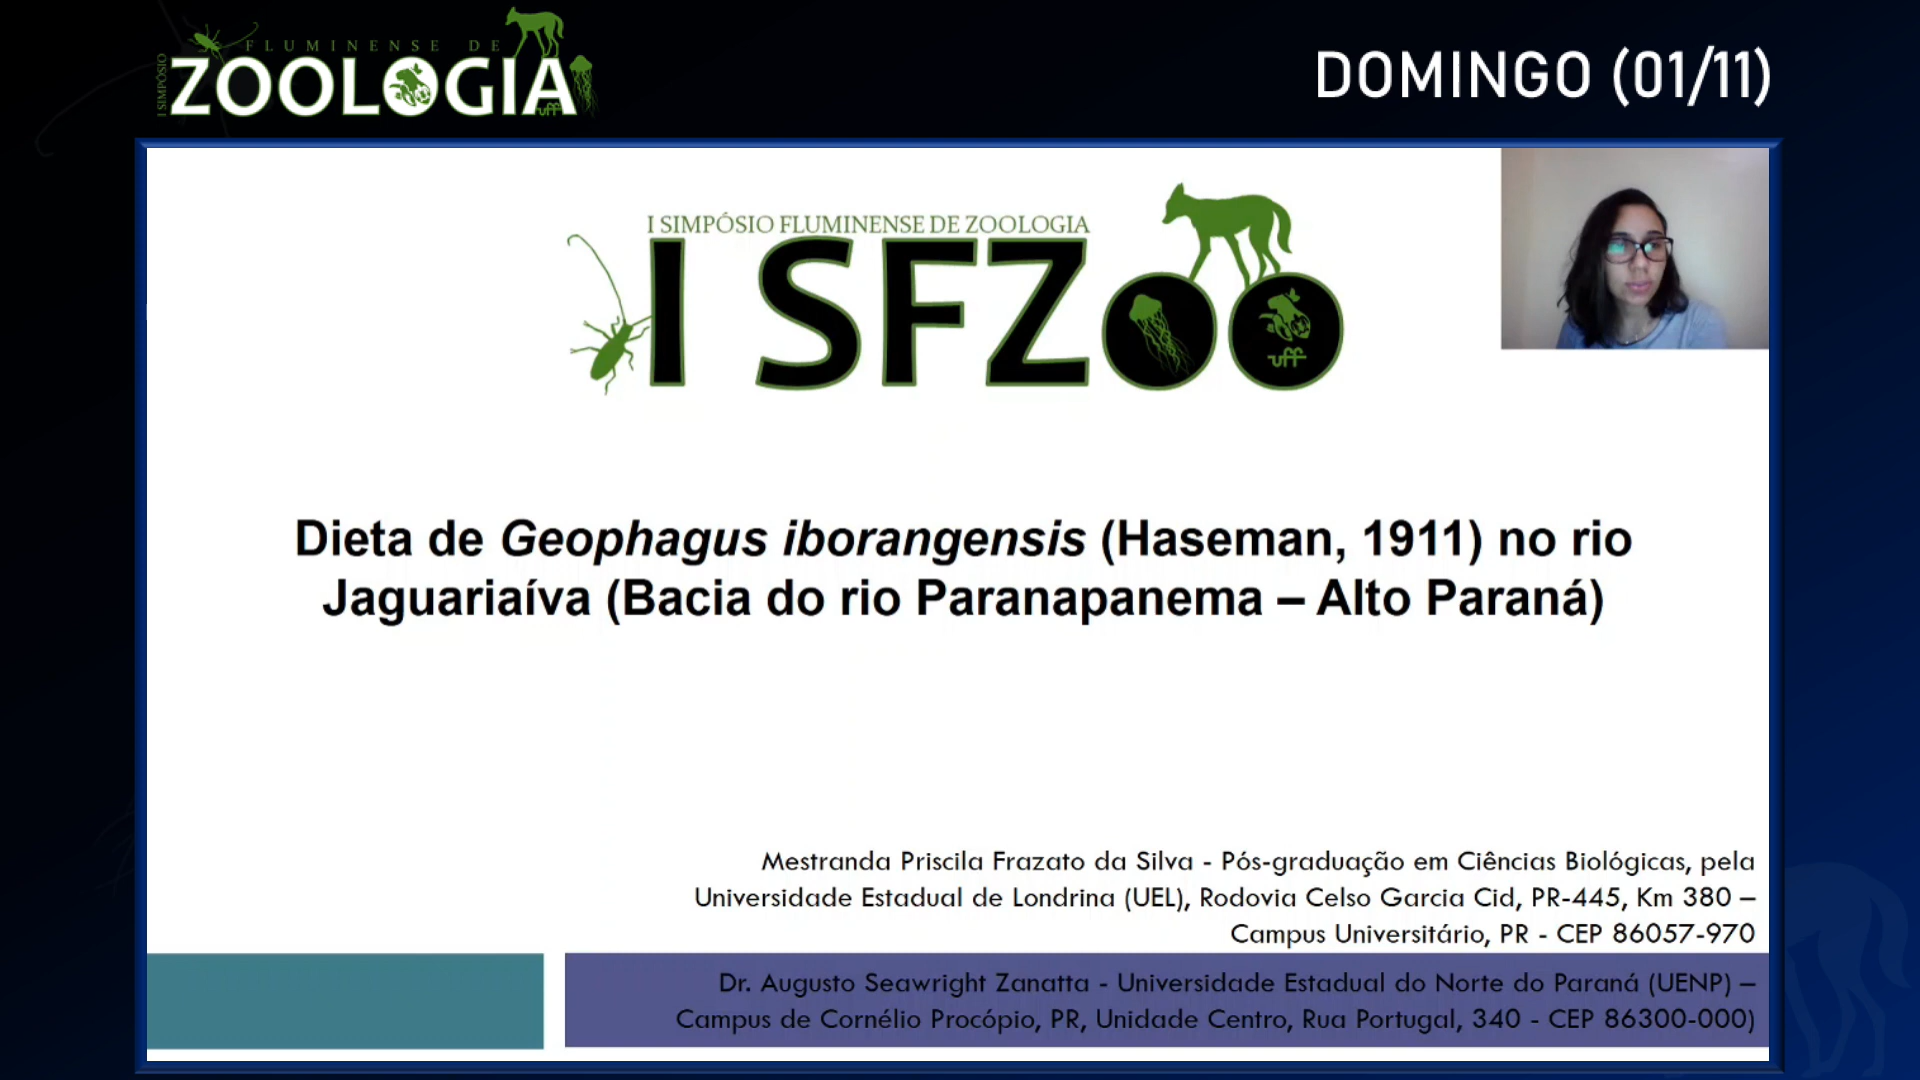 I SIMPÓSIO
FLUMINENSE DE
ZOOLOGIA
uff
DOMINGO (01/11)
I SIMPÓSIO FLUMINENSE DE ZOOLOGIA
I SFZoo
uff
Dieta de Geophagus iborangensis (Haseman, 1911) no rio
Jaguariaíva (Bacia do rio Paranapanema – Alto Paraná)
Mestranda Priscila Frazato da Silva - Pós-graduação em Ciências Biológicas, pela
Universidade Estadual de Londrina (UEL), Rodovia Celso Garcia Cid, PR-445, Km 380 –
Campus Universitário, PR - CEP 86057-970
Dr. Augusto Seawright Zanatta - Universidade Estadual do Norte do Paraná (UENP) –
Campus de Cornélio Procópio, PR, Unidade Centro, Rua Portugal, 340 - CEP 86300-000)